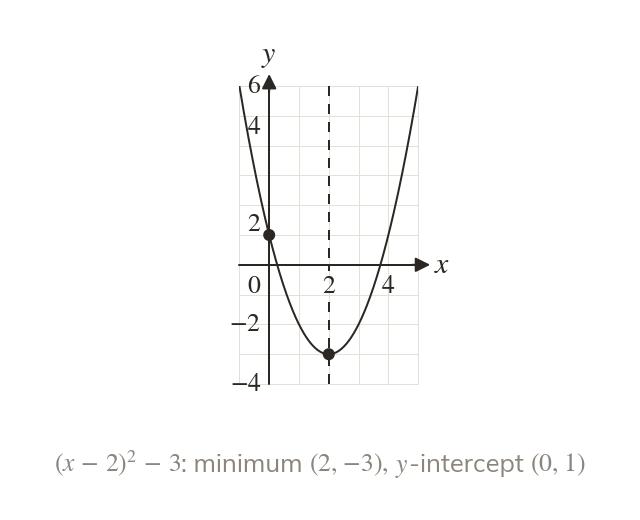 y
6
4
2
x
0 2 4
−2
−4
(x − 2)² − 3: minimum (2, −3), y-intercept (0, 1)